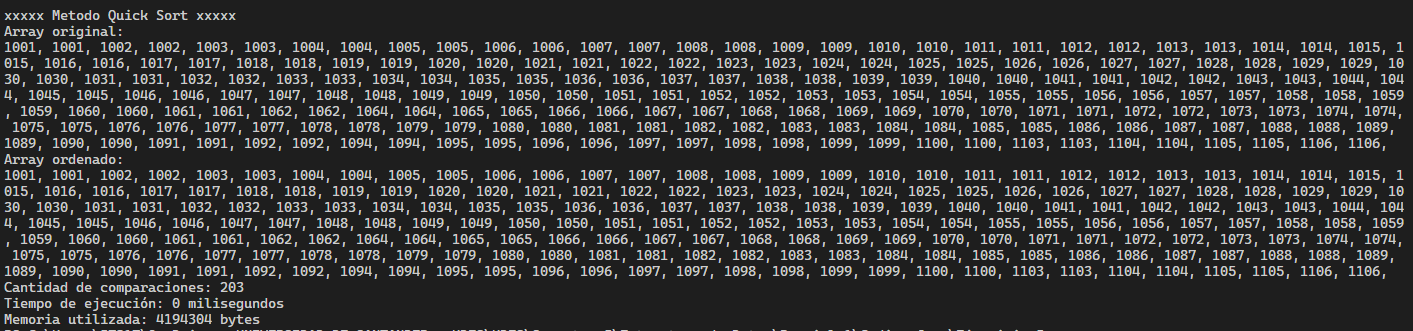 xxxxx Metodo Quick Sort xxxxx
Array original:
1001, 1001, 1002, 1002, 1003, 1003, 1004, 1004, 1005, 1005, 1006, 1006, 1007, 1007, 1008, 1008, 1009, 1009, 1010, 1010, 1011, 1011, 1012, 1012, 1013, 1013, 1014, 1014, 1015, 1
015, 1016, 1016, 1017, 1017, 1018, 1018, 1019, 1019, 1020, 1020, 1021, 1021, 1022, 1022, 1023, 1023, 1024, 1024, 1025, 1025, 1026, 1026, 1027, 1027, 1028, 1028, 1029, 1029, 10
30, 1030, 1031, 1031, 1032, 1032, 1033, 1033, 1034, 1034, 1035, 1035, 1036, 1036, 1037, 1037, 1038, 1038, 1039, 1039, 1040, 1040, 1041, 1041, 1042, 1042, 1043, 1043, 1044, 104
4, 1045, 1045, 1046, 1046, 1047, 1047, 1048, 1048, 1049, 1049, 1050, 1050, 1051, 1051, 1052, 1052, 1053, 1053, 1054, 1054, 1055, 1055, 1056, 1056, 1057, 1057, 1058, 1058, 1059
, 1059, 1060, 1060, 1061, 1061, 1062, 1062, 1064, 1064, 1065, 1065, 1066, 1066, 1067, 1067, 1068, 1068, 1069, 1069, 1070, 1070, 1071, 1071, 1072, 1072, 1073, 1073, 1074, 1074,
1075, 1075, 1076, 1076, 1077, 1077, 1078, 1078, 1079, 1079, 1080, 1080, 1081, 1081, 1082, 1082, 1083, 1083, 1084, 1084, 1085, 1085, 1086, 1086, 1087, 1087, 1088, 1088, 1089,
1089, 1090, 1090, 1091, 1091, 1092, 1092, 1094, 1094, 1095, 1095, 1096, 1096, 1097, 1097, 1098, 1098, 1099, 1099, 1100, 1100, 1103, 1103, 1104, 1104, 1105, 1105, 1106, 1106,
Array ordenado:
1001, 1001, 1002, 1002, 1003, 1003, 1004, 1004, 1005, 1005, 1006, 1006, 1007, 1007, 1008, 1008, 1009, 1009, 1010, 1010, 1011, 1011, 1012, 1012, 1013, 1013, 1014, 1014, 1015, 1
015, 1016, 1016, 1017, 1017, 1018, 1018, 1019, 1019, 1020, 1020, 1021, 1021, 1022, 1022, 1023, 1023, 1024, 1024, 1025, 1025, 1026, 1026, 1027, 1027, 1028, 1028, 1029, 1029, 10
30, 1030, 1031, 1031, 1032, 1032, 1033, 1033, 1034, 1034, 1035, 1035, 1036, 1036, 1037, 1037, 1038, 1038, 1039, 1039, 1040, 1040, 1041, 1041, 1042, 1042, 1043, 1043, 1044, 104
4, 1045, 1045, 1046, 1046, 1047, 1047, 1048, 1048, 1049, 1049, 1050, 1050, 1051, 1051, 1052, 1052, 1053, 1053, 1054, 1054, 1055, 1055, 1056, 1056, 1057, 1057, 1058, 1058, 1059
, 1059, 1060, 1060, 1061, 1061, 1062, 1062, 1064, 1064, 1065, 1065, 1066, 1066, 1067, 1067, 1068, 1068, 1069, 1069, 1070, 1070, 1071, 1071, 1072, 1072, 1073, 1073, 1074, 1074,
1075, 1075, 1076, 1076, 1077, 1077, 1078, 1078, 1079, 1079, 1080, 1080, 1081, 1081, 1082, 1082, 1083, 1083, 1084, 1084, 1085, 1085, 1086, 1086, 1087, 1087, 1088, 1088, 1089,
1089, 1090, 1090, 1091, 1091, 1092, 1092, 1094, 1094, 1095, 1095, 1096, 1096, 1097, 1097, 1098, 1098, 1099, 1099, 1100, 1100, 1103, 1103, 1104, 1104, 1105, 1105, 1106, 1106,
Cantidad de comparaciones: 203
Tiempo de ejecución: 0 milisegundos
Memoria utilizada: 4194304 bytes